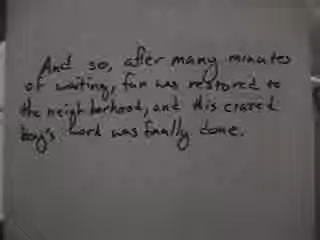 And so, after many minutes
of waiting, fun was restored to
the neighborhood, and this crazed
boy's work was finally done.